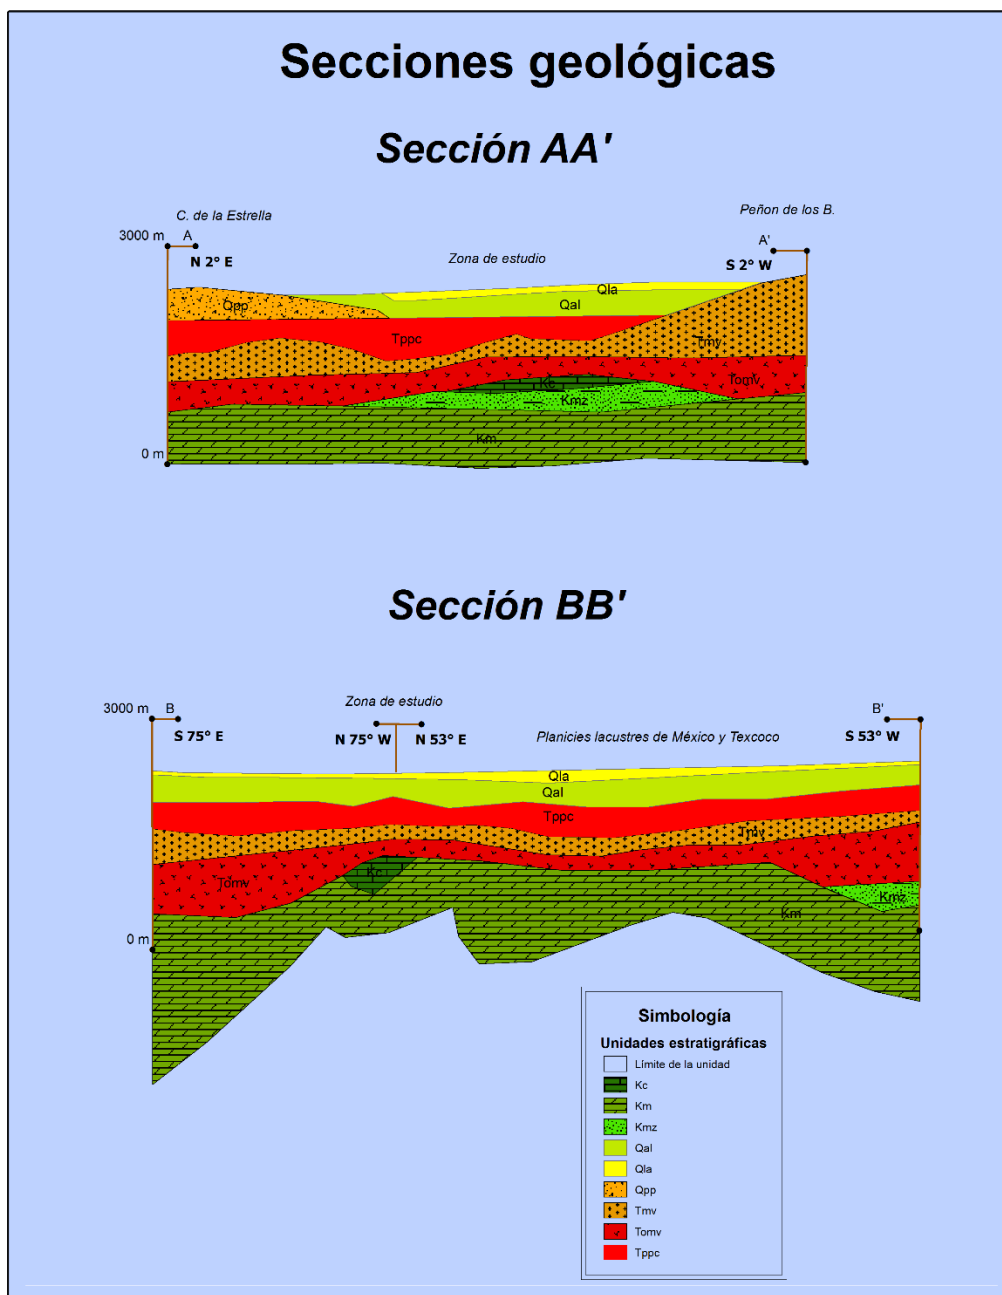 Secciones geológicas
Sección AA'
C. de la Estrella
Peñon de los B.
3000 m
A
A'
N 2° E
Zona de estudio
S 2° W
Qla
Qpp
Qal
Tppc
Tmv
Tomv
Kc
Kmz
Km
0 m
Sección BB'
Zona de estudio
3000 m
B
B'
S 75° E
N 75° W
N 53° E
Planicies lacustres de México y Texcoco
S 53° W
Qla
Qal
Tppc
Tmv
Kc
Tomv
Kmz
Km
0 m
Simbología
Unidades estratigráficas
Límite de la unidad
Kc
Km
Kmz
Qal
Qla
Qpp
Tmv
Tomv
Tppc